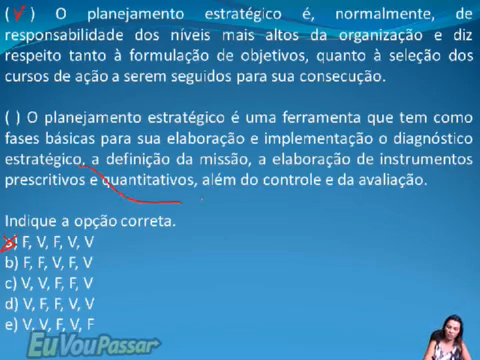 (V) O planejamento estratégico é, normalmente, de
responsabilidade dos níveis mais altos da organização e diz
respeito tanto à formulação de objetivos, quanto à seleção dos
cursos de ação a serem seguidos para sua consecução.
( ) O planejamento estratégico é uma ferramenta que tem como
fases básicas para sua elaboração e implementação o diagnóstico
estratégico, a definição da missão, a elaboração de instrumentos
prescritivos e quantitativos, além do controle e da avaliação.
Indique a opção correta.
a) F, V, F, V, V
b) F, F, V, F, V
c) V, V, F, F, V
d) V, F, F, V, V
e) V, V, F, V, F
EuVouPassar